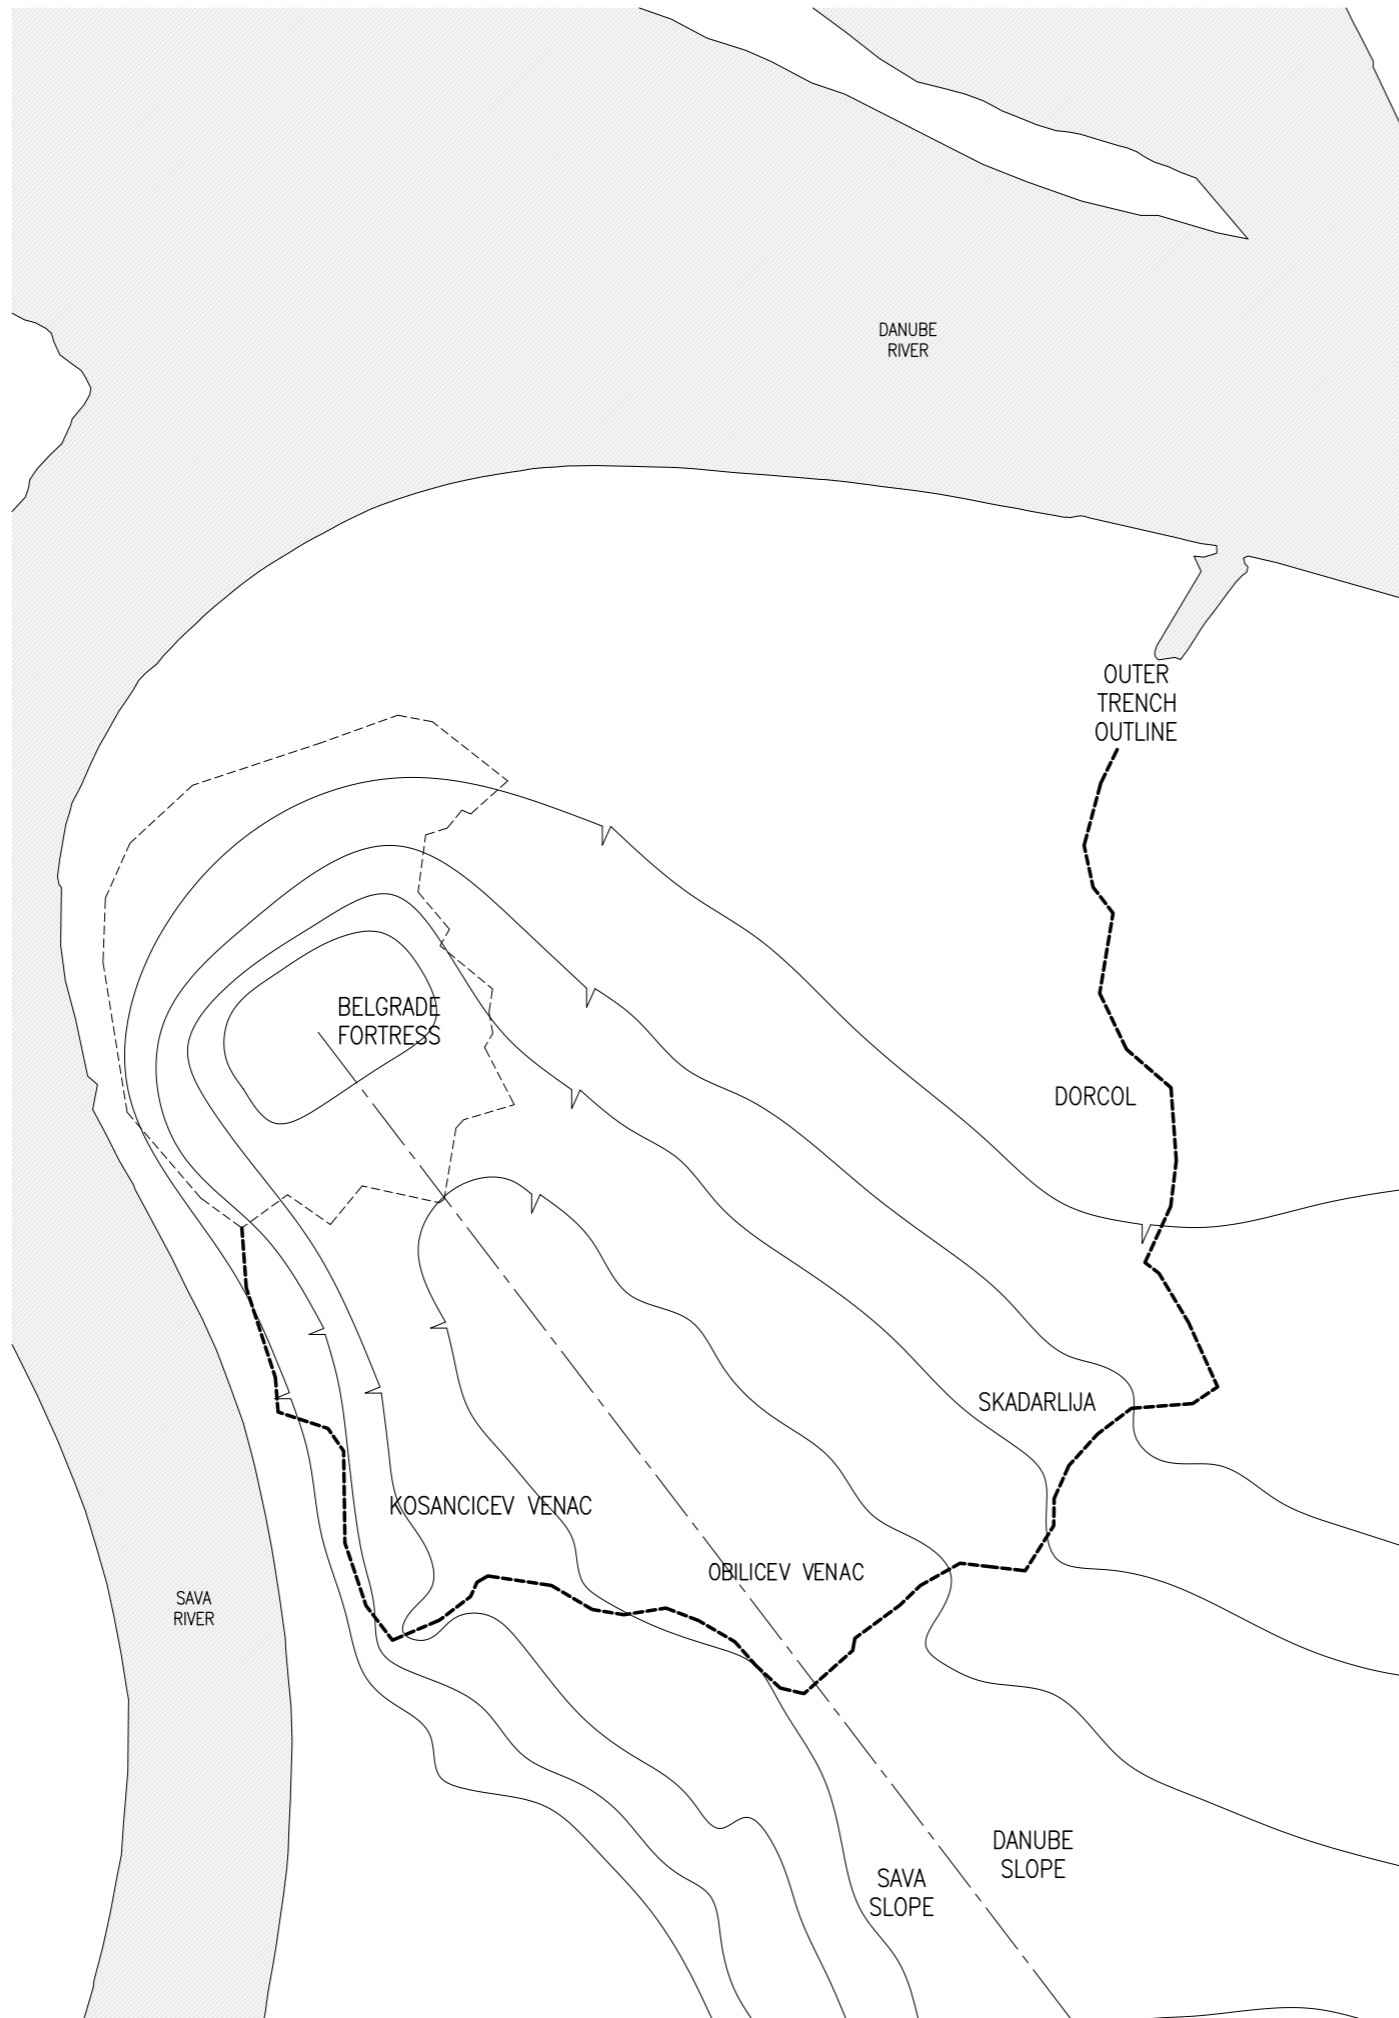 DANUBE
RIVER
OUTER
TRENCH
OUTLINE
BELGRADE
FORTRESS
DORCOL
SKADARLIJA
KOSANCICEV VENAC
OBILICEV VENAC
SAVA
RIVER
DANUBE
SLOPE
SAVA
SLOPE